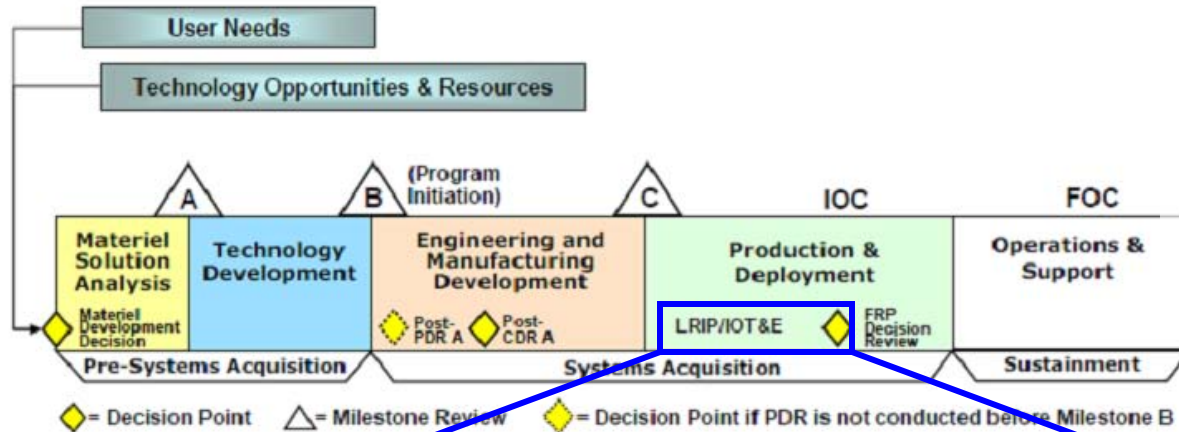 User Needs
Technology Opportunities & Resources
A
B
(Program
Initiation)
C
IOC
FOC
Materiel
Solution
Analysis
Technology
Development
Engineering and
Manufacturing
Development
Production &
Deployment
Operations &
Support
Materiel
Development
Decision
Post-
PDR A
Post-
CDR A
LRIP/IOT&E
FRP
Decision
Review
Pre-Systems Acquisition
Systems Acquisition
Sustainment
= Decision Point
= Milestone Review
= Decision Point if PDR is not conducted before Milestone B